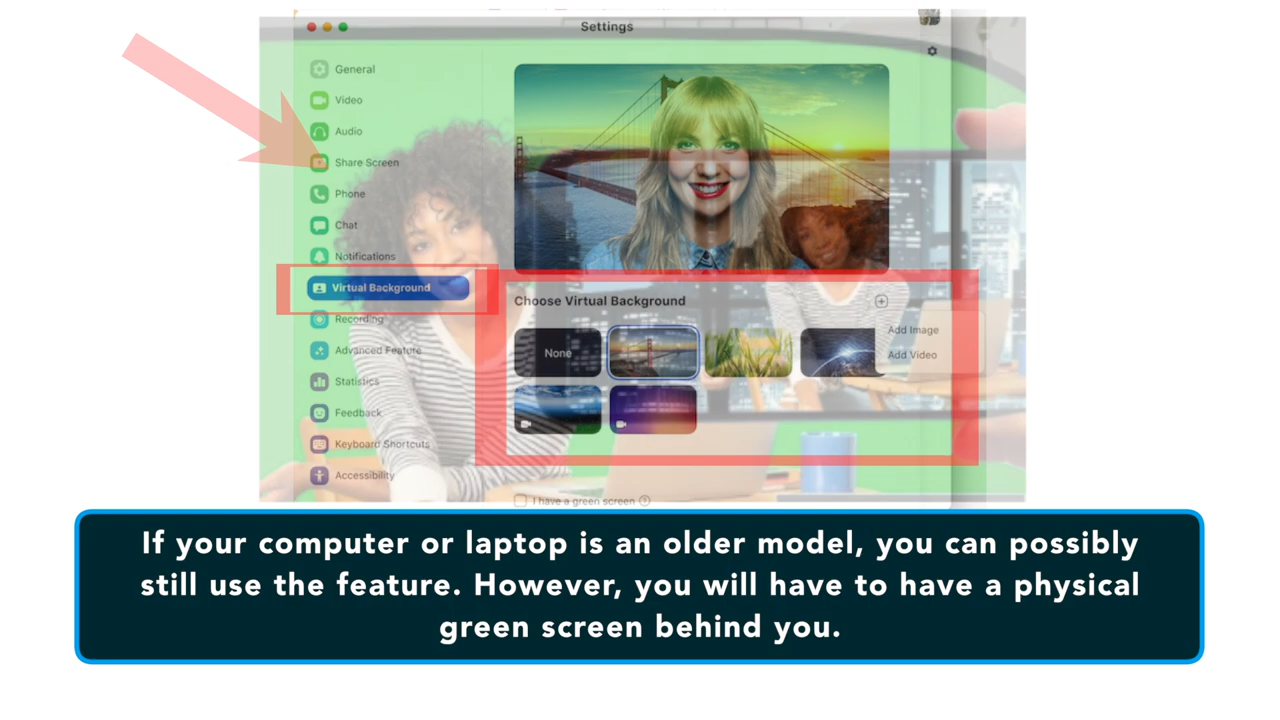 Settings
General
Video
Audio
Share Screen
Phone
Chat
Notifications
Virtual Background
Recording
Advanced Feature
Statistics
Feedback
Keyboard Shortcuts
Accessibility
Choose Virtual Background
Add Image
Add Video
None
I have a green screen
If your computer or laptop is an older model, you can possibly
still use the feature. However, you will have to have a physical
green screen behind you.